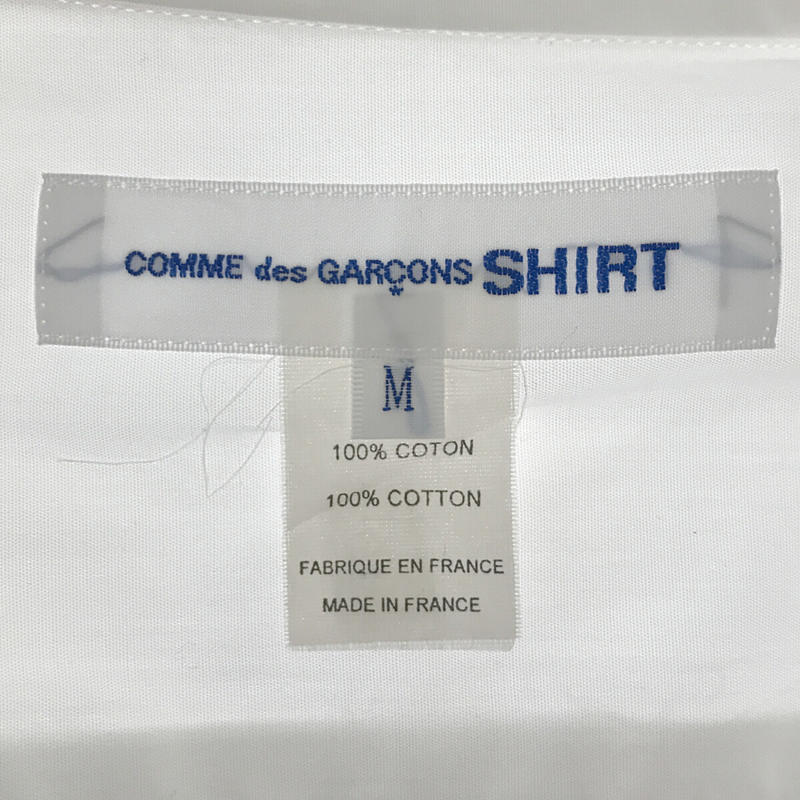 COMME des GARÇONS SHIRT
*
M
100% COTON
100% COTTON
FABRIQUE EN FRANCE
MADE IN FRANCE